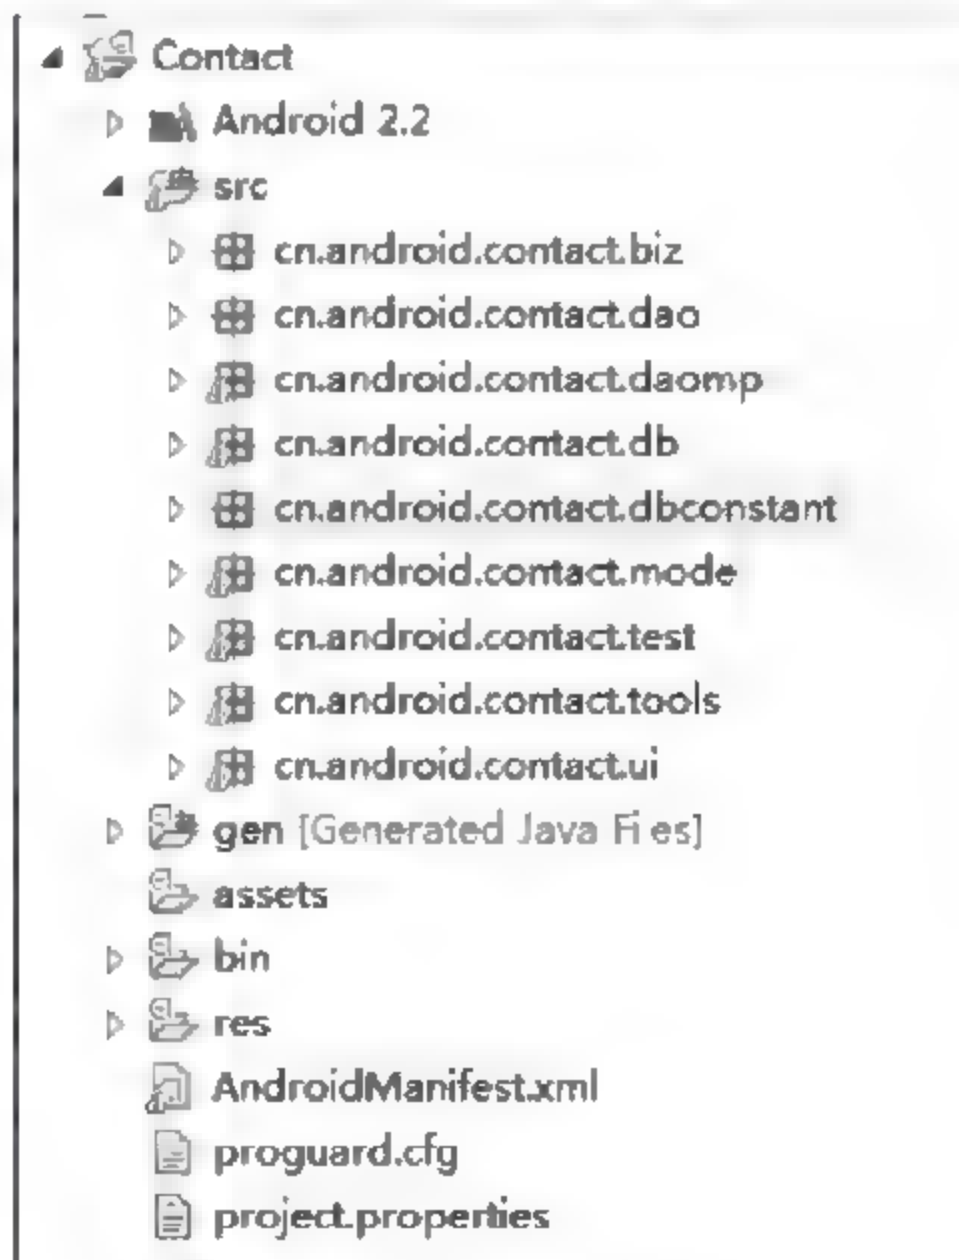 Contact
Android 2.2
src
cn.android.contact.biz
cn.android.contact.dao
cn.android.contact.daomp
cn.android.contact.db
cn.android.contact.dbconstant
cn.android.contact.mode
cn.android.contact.test
cn.android.contact.tools
cn.android.contact.ui
gen [Generated Java Fi es]
assets
bin
res
AndroidManifest.xml
proguard.cfg
project.properties